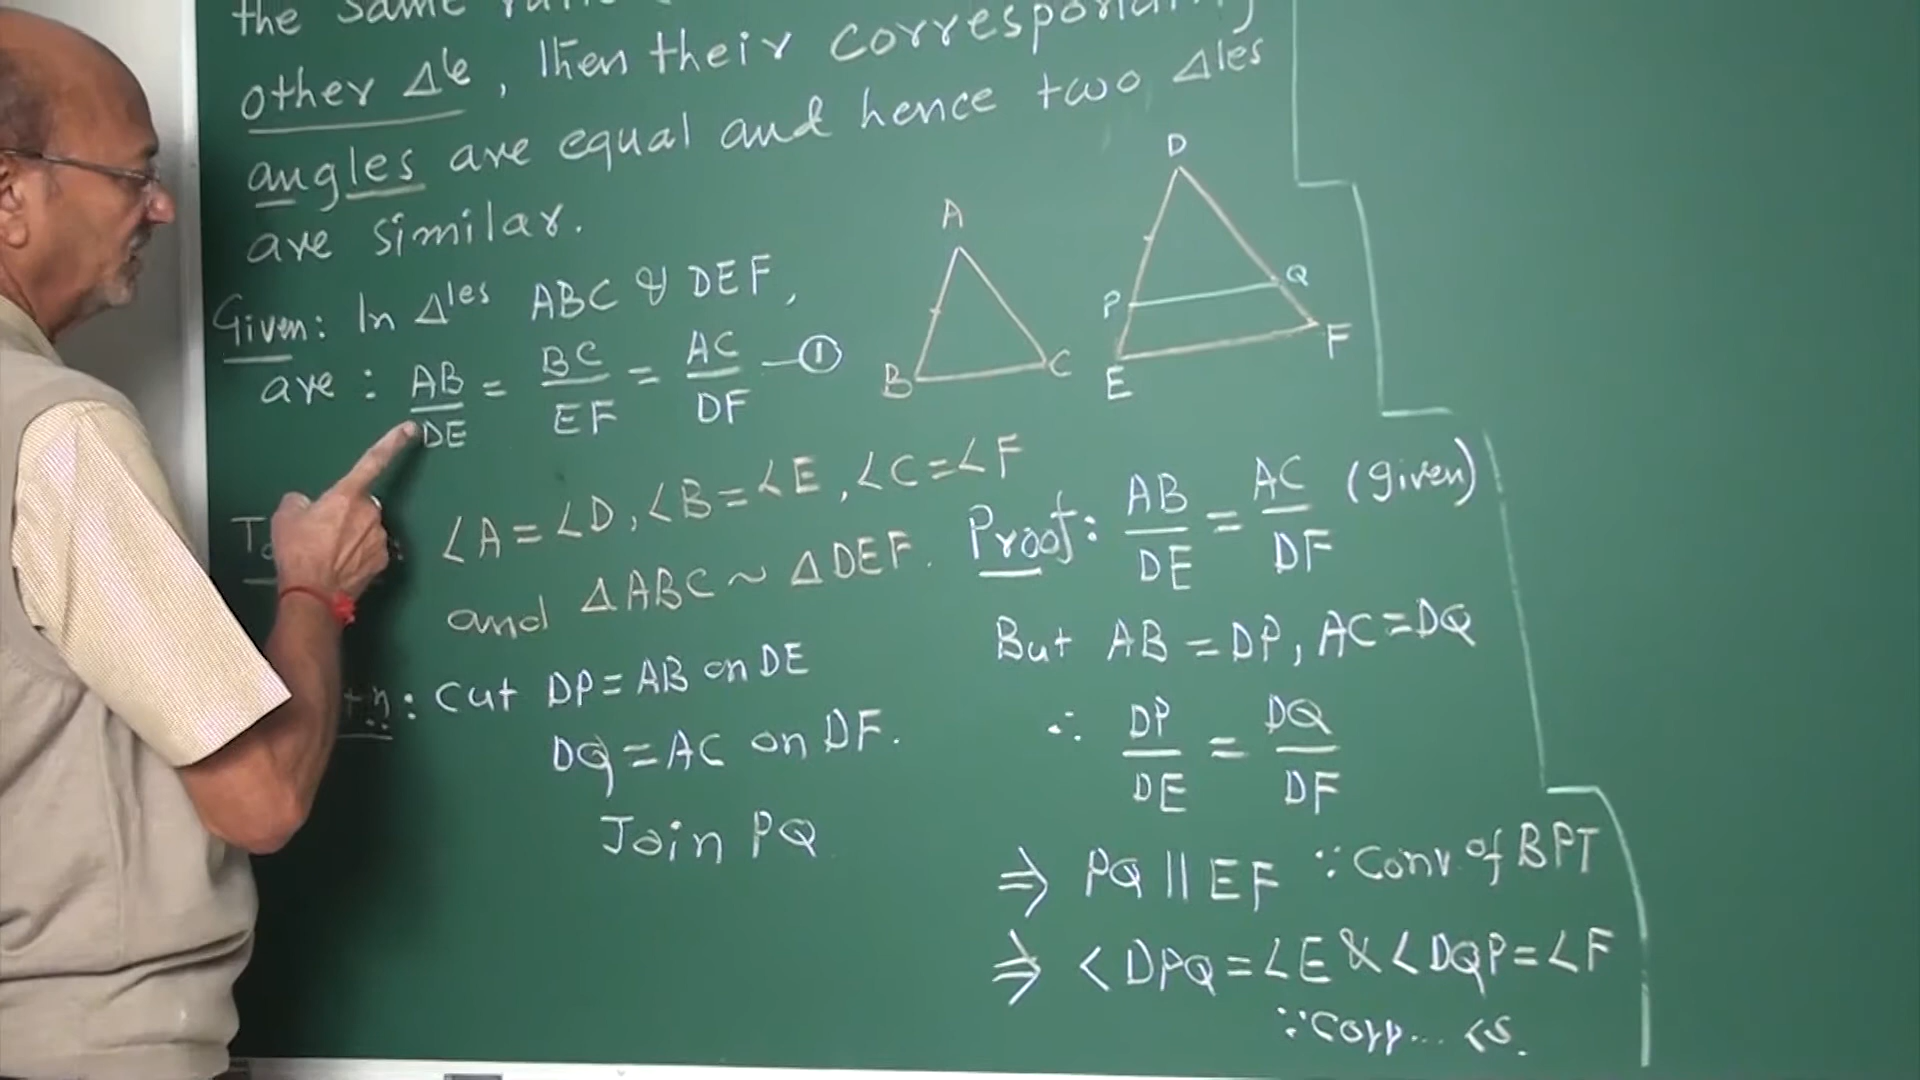 the same
other Δle, then their corresponding
angles are equal and hence two Δles
are similar.
Given: In Δles ABC & DEF,
are : AB/DE = BC/EF = AC/DF — ①
∠A = ∠D, ∠B = ∠E, ∠C = ∠F
and ΔABC ~ ΔDEF.
: Cut DP = AB on DE
DQ = AC on DF.
Join PQ
A
B
C
D
P
Q
E
F
Proof: AB/DE = AC/DF (given)
But AB = DP, AC = DQ
∴ DP/DE = DQ/DF
⇒ PQ || EF ∵ Conv. of BPT
⇒ <DPQ = ∠E & <DQP = ∠F
∵ Corr... <s.